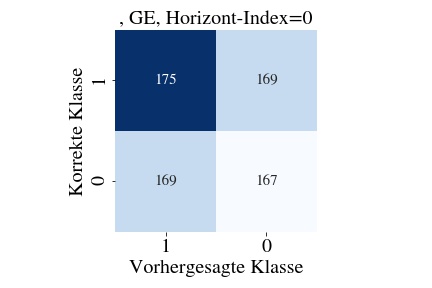 , GE, Horizont-Index=0
Korrekte Klasse
1
175
169
0
169
167
1
0
Vorhergesagte Klasse